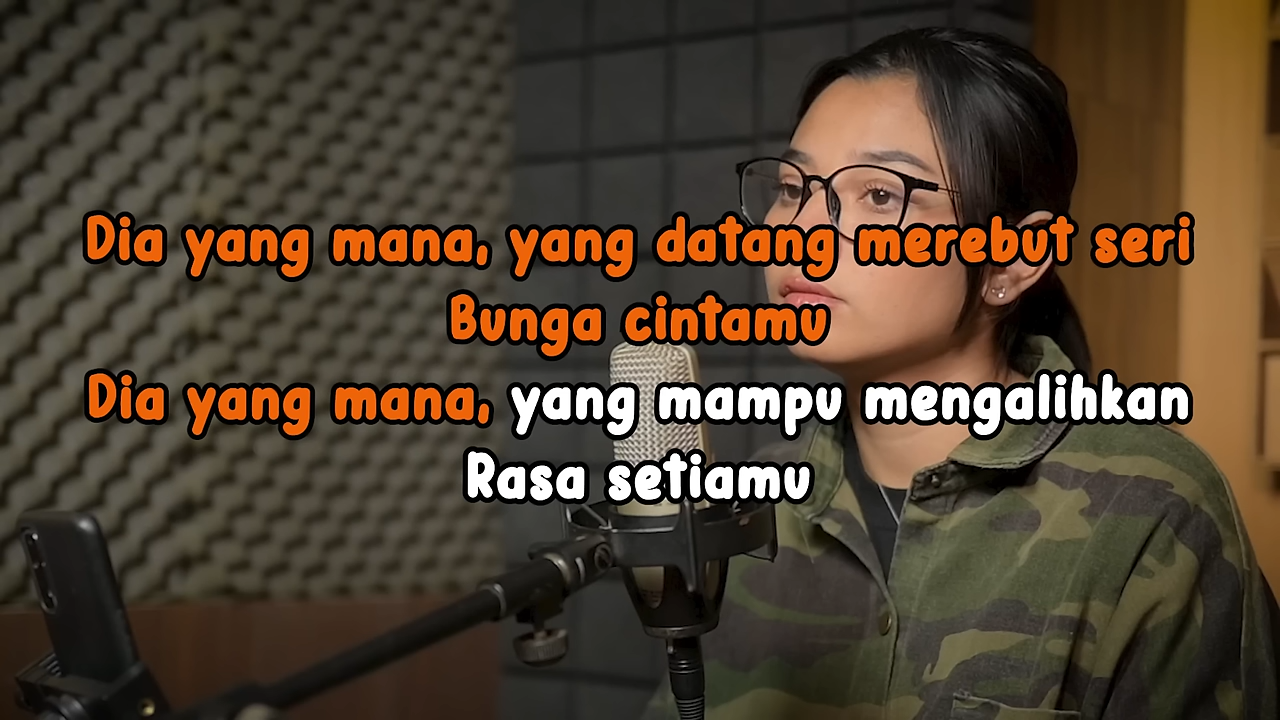 Dia yang mana, yang datang merebut seri
Bunga cintamu
Dia yang mana, yang mampu mengalihkan
Rasa setiamu